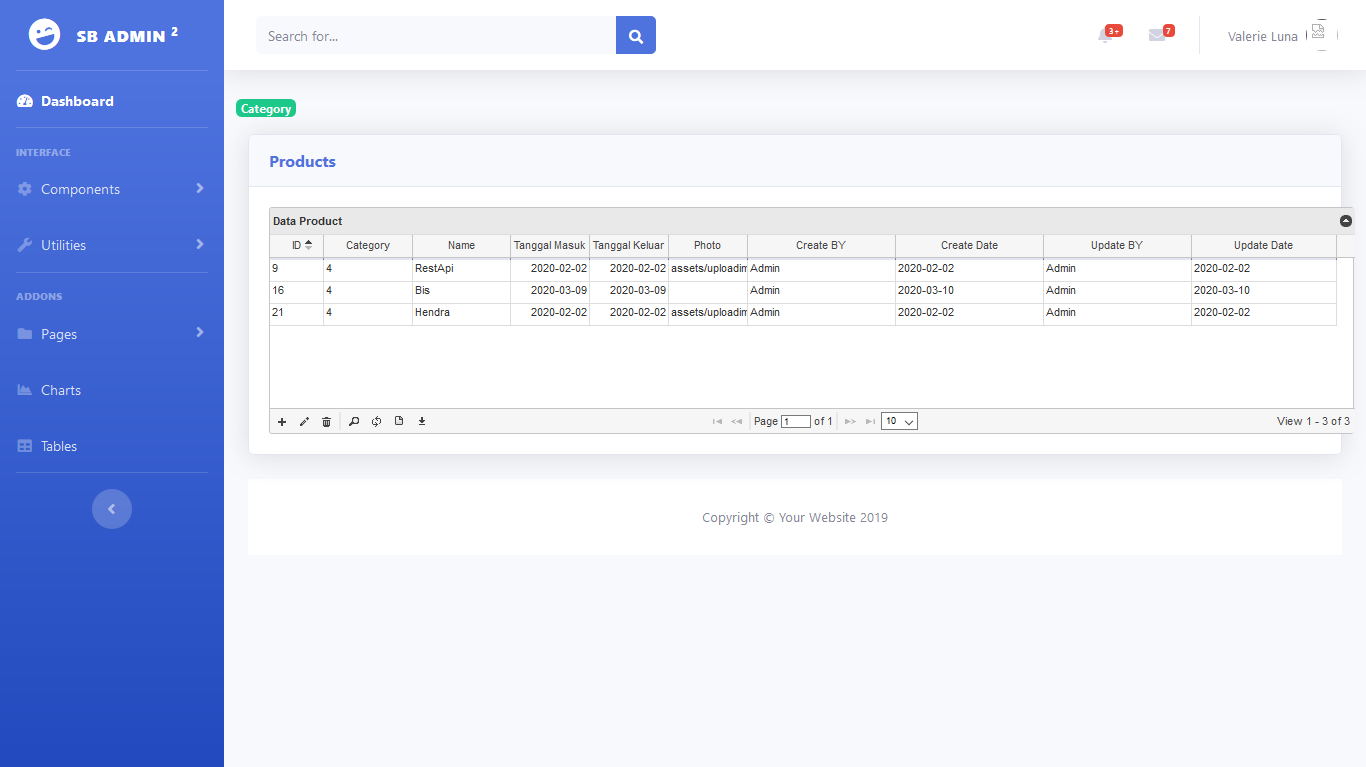 SB ADMIN 2
Search for...
3+
7
Valerie Luna
Dashboard
INTERFACE
Components
Utilities
ADDONS
Pages
Charts
Tables
Category
Products
Data Product
ID Category Name Tanggal Masuk Tanggal Keluar Photo Create BY Create Date Update BY Update Date
9 4 RestApi 2020-02-02 2020-02-02 assets/uploadim Admin 2020-02-02 Admin 2020-02-02
16 4 Bis 2020-03-09 2020-03-09 Admin 2020-03-10 Admin 2020-03-10
21 4 Hendra 2020-02-02 2020-02-02 assets/uploadim Admin 2020-02-02 Admin 2020-02-02
Page 1 of 1 10 View 1 - 3 of 3
Copyright © Your Website 2019